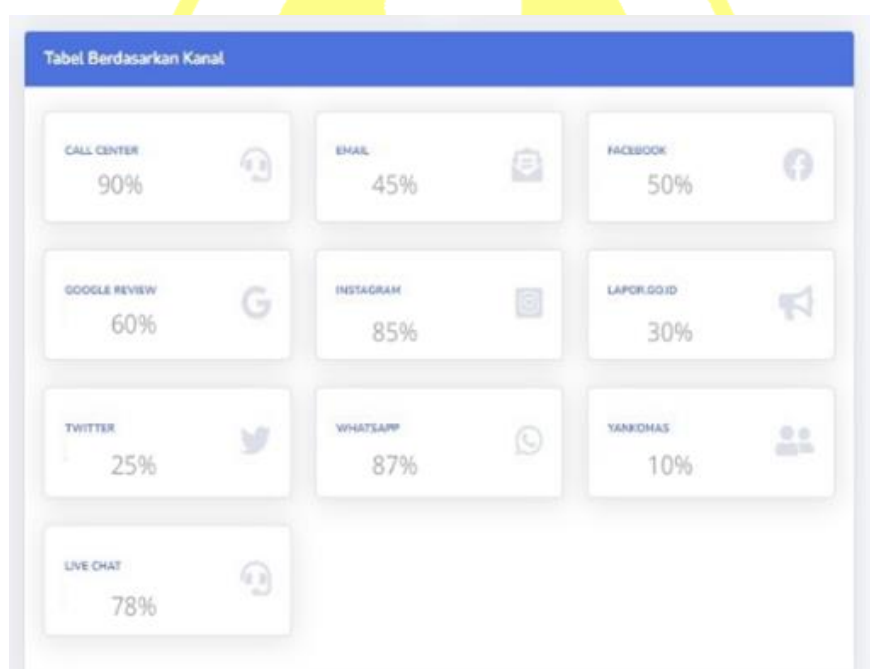 Tabel Berdasarkan Kanal
CALL CENTER
90%
EMAIL
45%
FACEBOOK
50%
GOOGLE REVIEW
60%
INSTAGRAM
85%
LAPOR.GO.ID
30%
TWITTER
25%
WHATSAPP
87%
YANKOMAS
10%
LIVE CHAT
78%